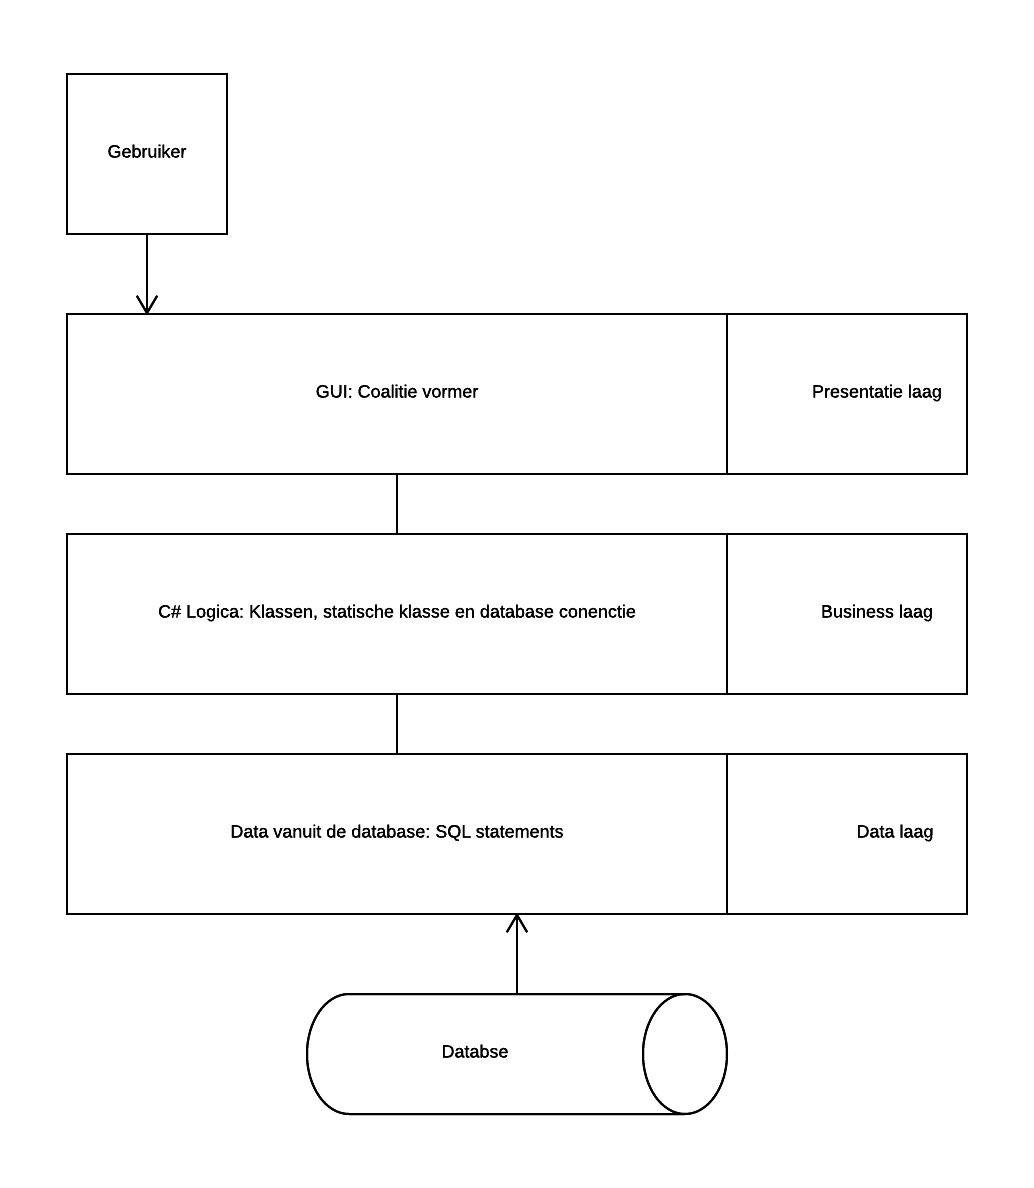 Gebruiker
GUI: Coalitie vormer
Presentatie laag
C# Logica: Klassen, statische klasse en database conenctie
Business laag
Data vanuit de database: SQL statements
Data laag
Databse